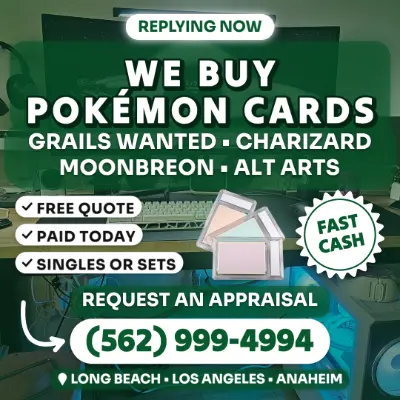 REPLYING NOW
WE BUY
POKÉMON CARDS
GRAILS WANTED ▪ CHARIZARD
MOONBREON ▪ ALT ARTS
✓ FREE QUOTE
✓ PAID TODAY
✓ SINGLES OR SETS
FAST
CASH
REQUEST AN APPRAISAL
(562) 999-4994
LONG BEACH ▪ LOS ANGELES ▪ ANAHEIM